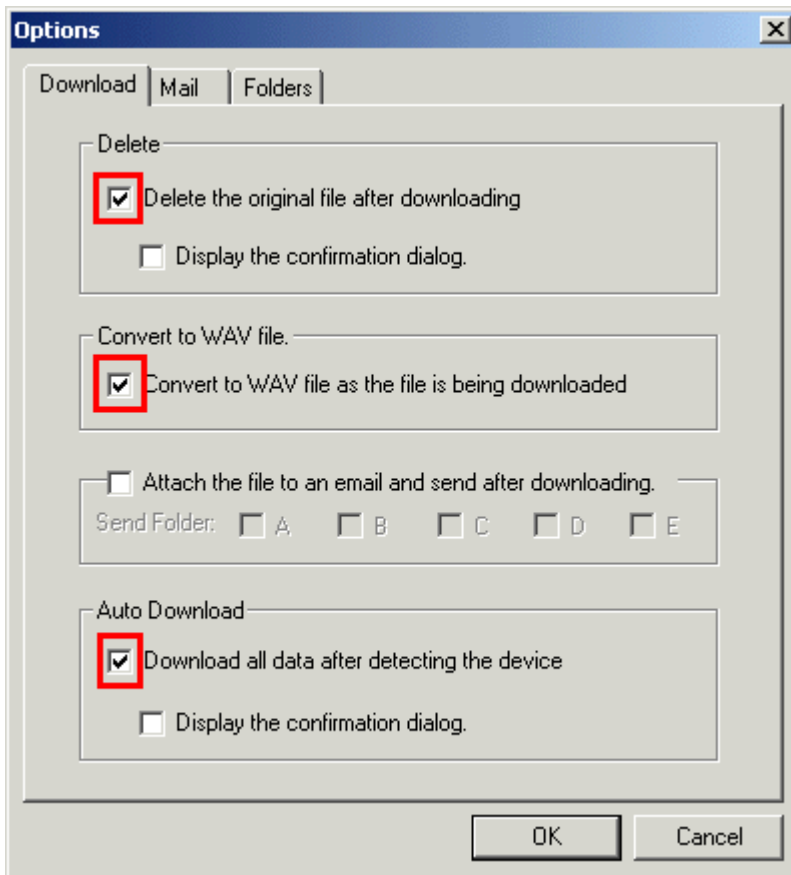 Options
Download Mail Folders
Delete
Delete the original file after downloading
Display the confirmation dialog.
Convert to WAV file.
Convert to WAV file as the file is being downloaded
Attach the file to an email and send after downloading.
Send Folder: A B C D E
Auto Download
Download all data after detecting the device
Display the confirmation dialog.
OK Cancel